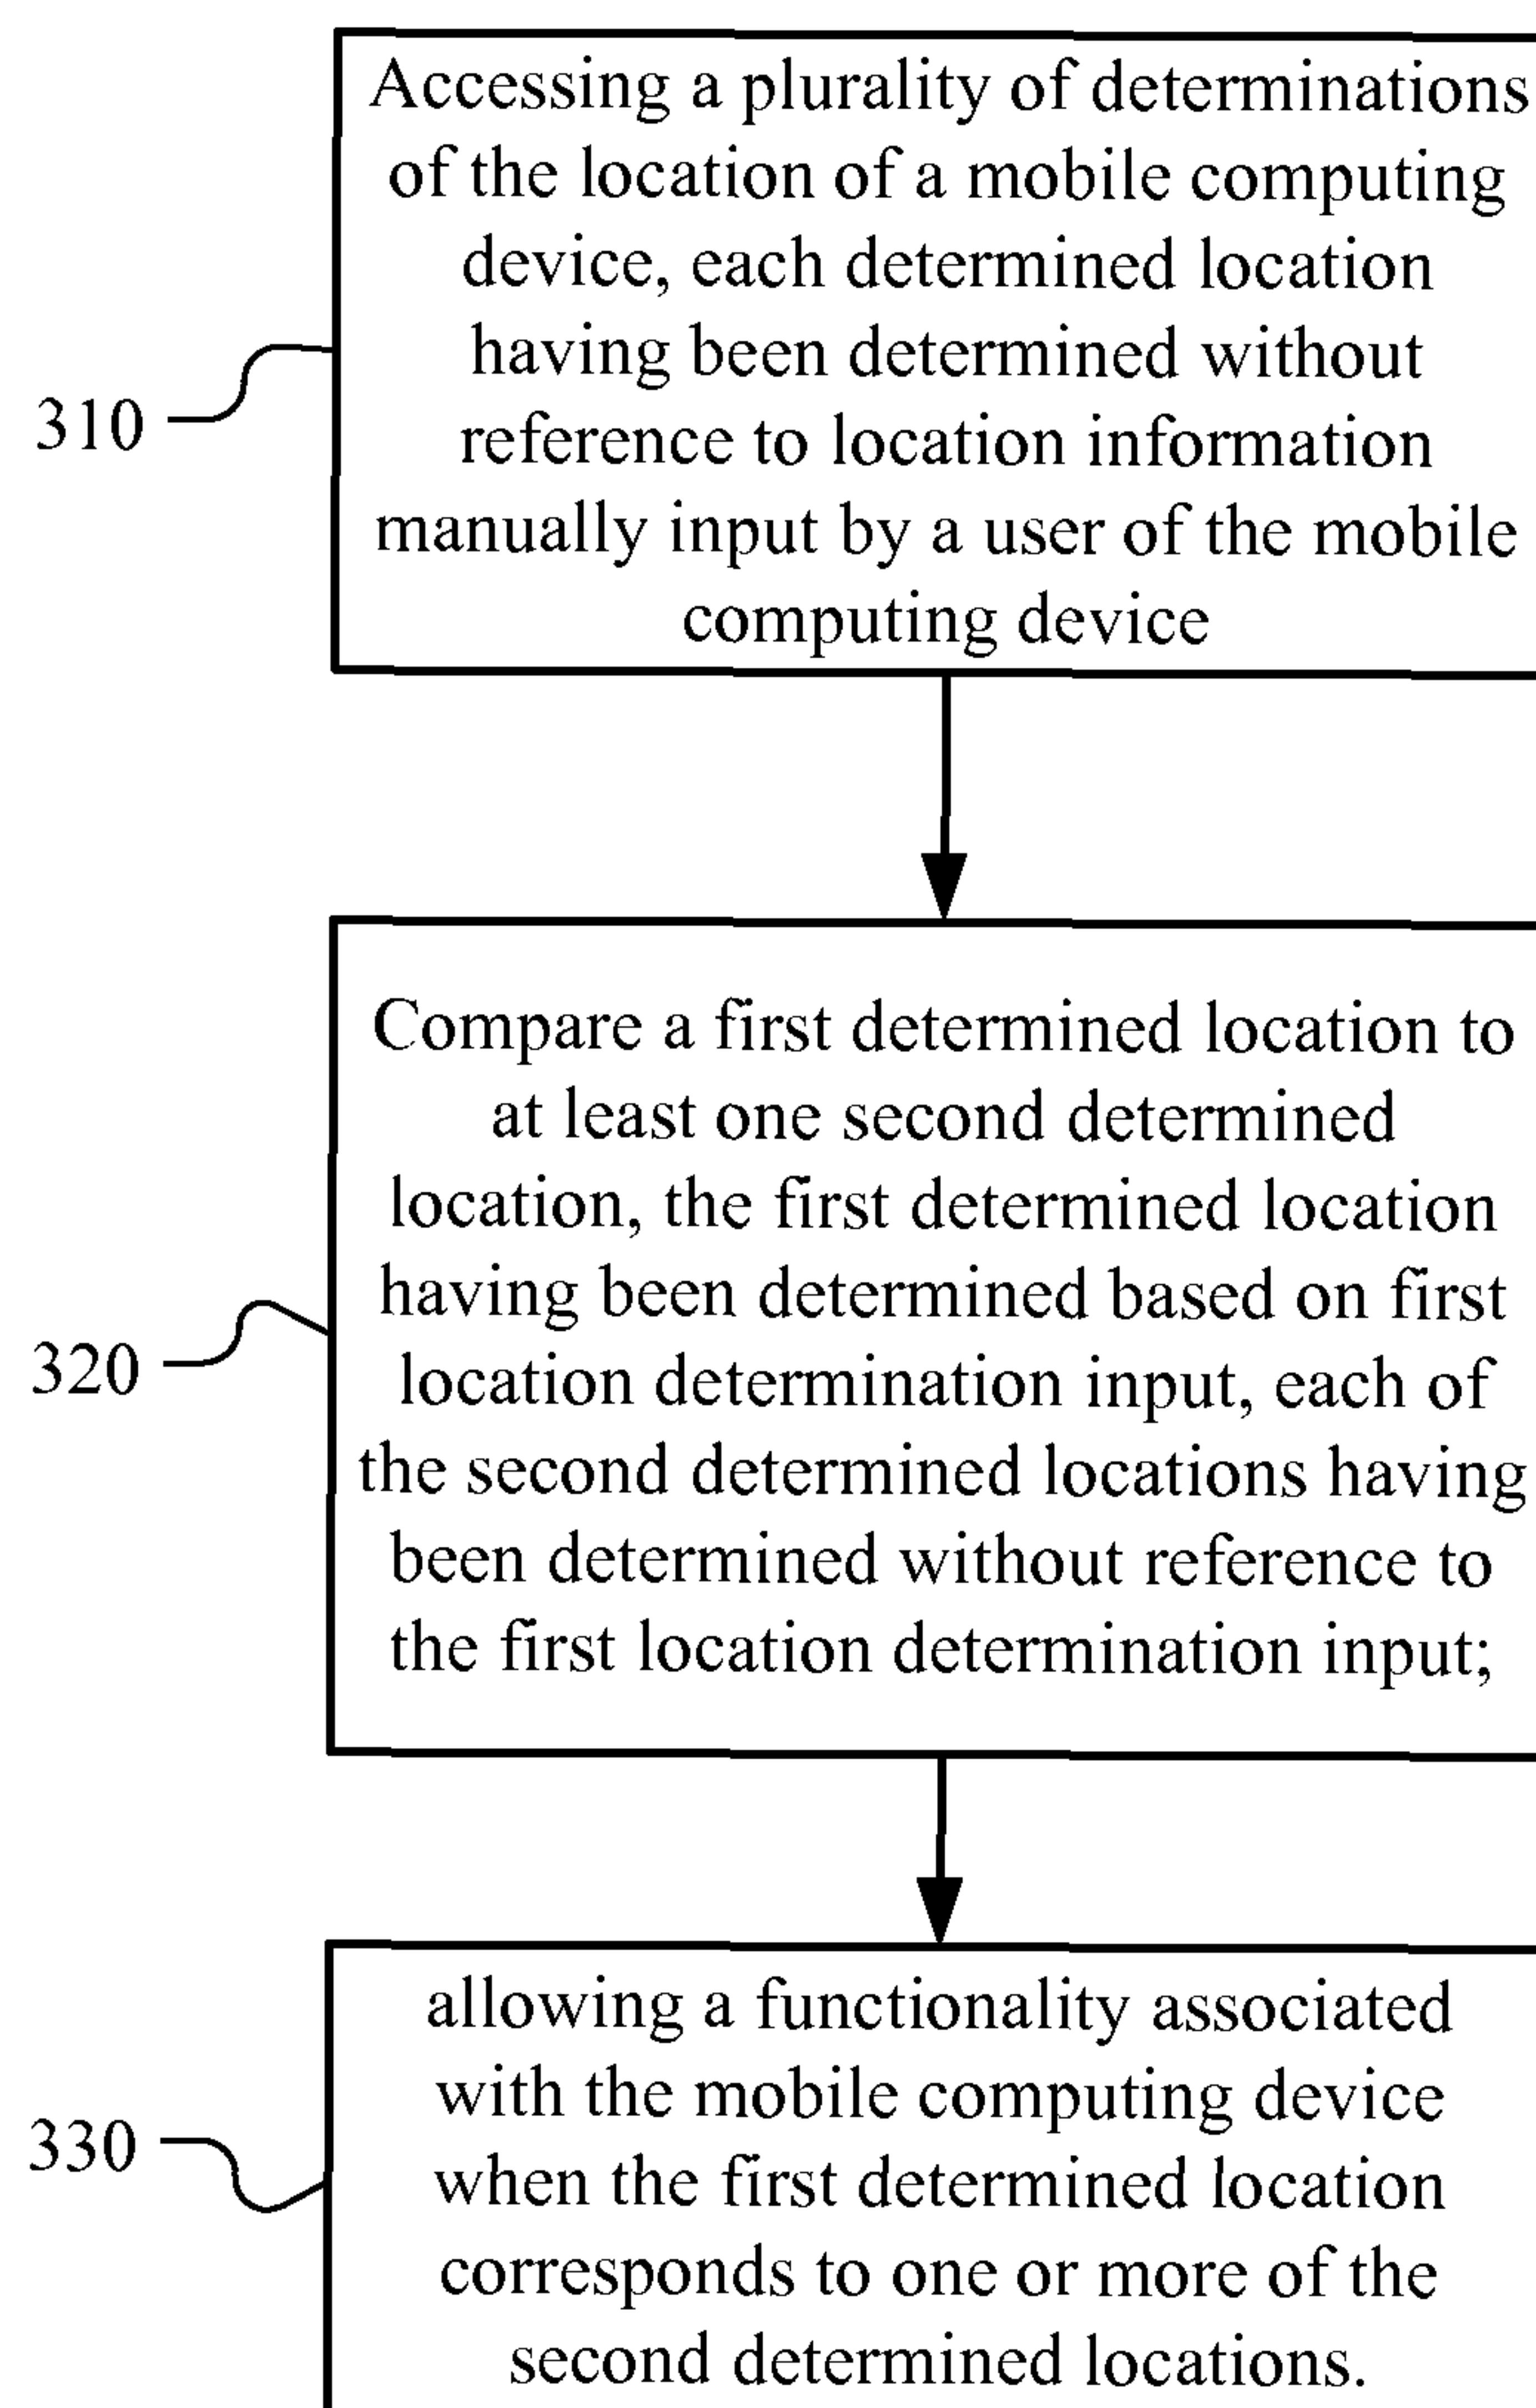 Accessing a plurality of determinations
of the location of a mobile computing
device, each determined location
having been determined without
reference to location information
manually input by a user of the mobile
computing device
310
Compare a first determined location to
at least one second determined
location, the first determined location
having been determined based on first
location determination input, each of
the second determined locations having
been determined without reference to
the first location determination input;
320
allowing a functionality associated
with the mobile computing device
when the first determined location
corresponds to one or more of the
second determined locations.
330